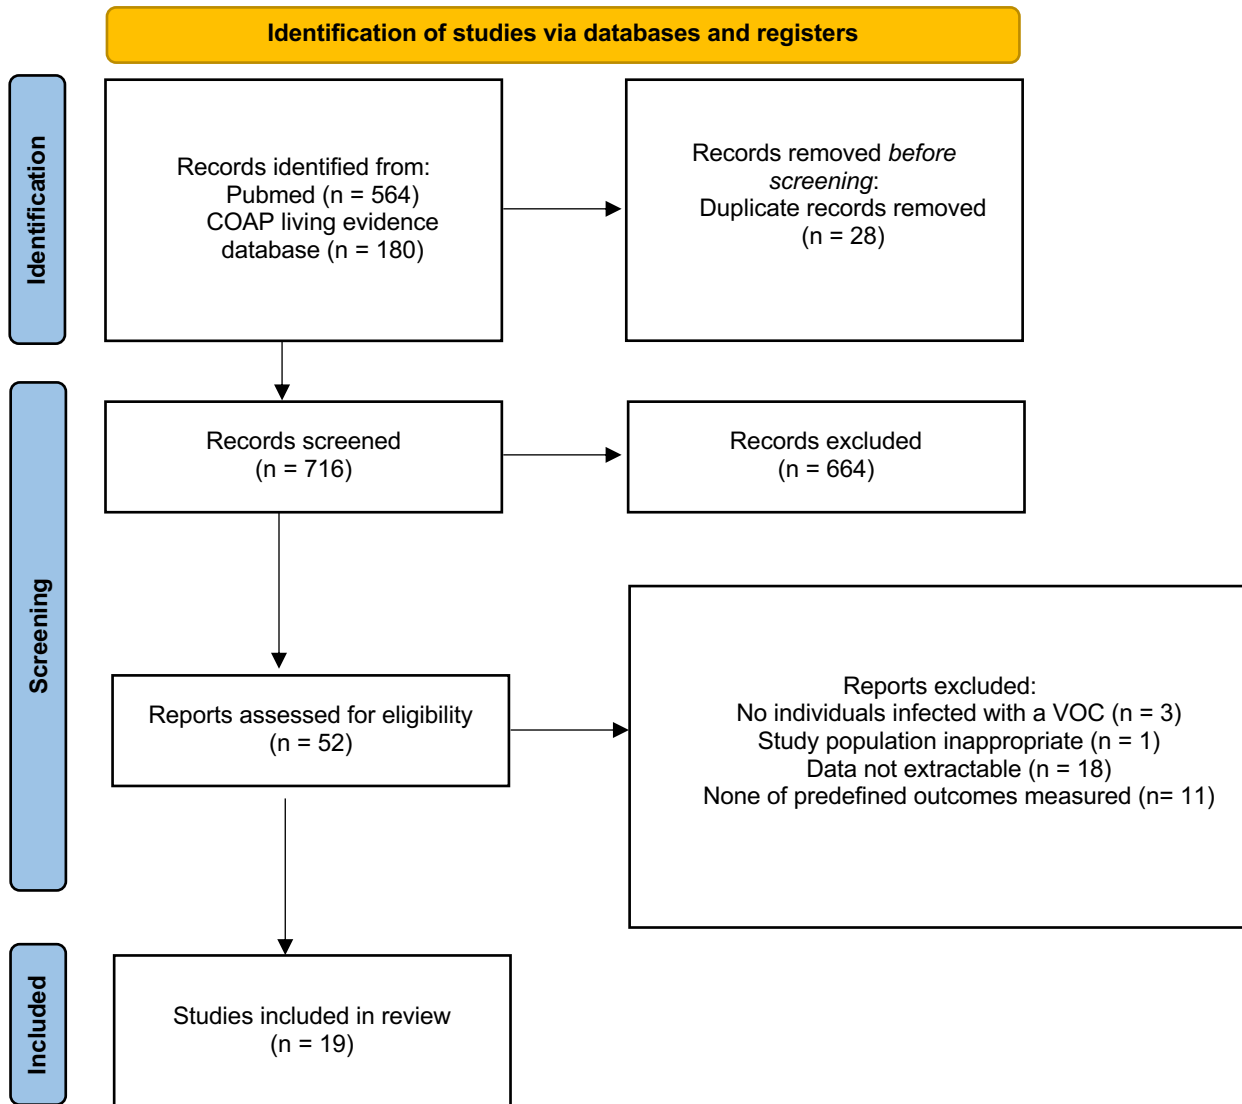 Identification of studies via databases and registers
Identification
Records identified from:
Pubmed (n = 564)
COAP living evidence
database (n = 180)
Records removed before
screening:
Duplicate records removed
(n = 28)
Screening
Records screened
(n = 716)
Records excluded
(n = 664)
Reports assessed for eligibility
(n = 52)
Reports excluded:
No individuals infected with a VOC (n = 3)
Study population inappropriate (n = 1)
Data not extractable (n = 18)
None of predefined outcomes measured (n= 11)
Included
Studies included in review
(n = 19)